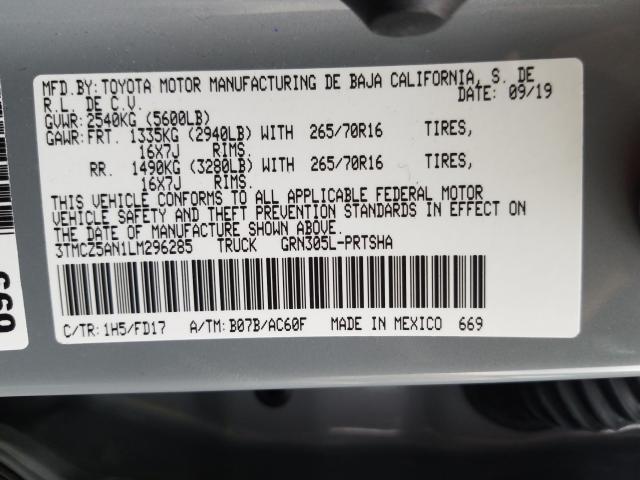 MFD.BY: TOYOTA MOTOR MANUFACTURING DE BAJA CALIFORNIA, S. DE
R.L. DE C.V. DATE: 09/19
GVWR: 2540KG (5600LB)
GAWR: FRT. 1335KG (2940LB) WITH 265/70R16 TIRES,
16X7J RIMS.
RR. 1490KG (3280LB) WITH 265/70R16 TIRES,
16X7J RIMS.
THIS VEHICLE CONFORMS TO ALL APPLICABLE FEDERAL MOTOR
VEHICLE SAFETY AND THEFT PREVENTION STANDARDS IN EFFECT ON
THE DATE OF MANUFACTURE SHOWN ABOVE.
3TMCZ5AN1LM296285 TRUCK GRN305L-PRTSHA
C/TR: 1H5/FD17 A/TM: B07B/AC60F MADE IN MEXICO 669